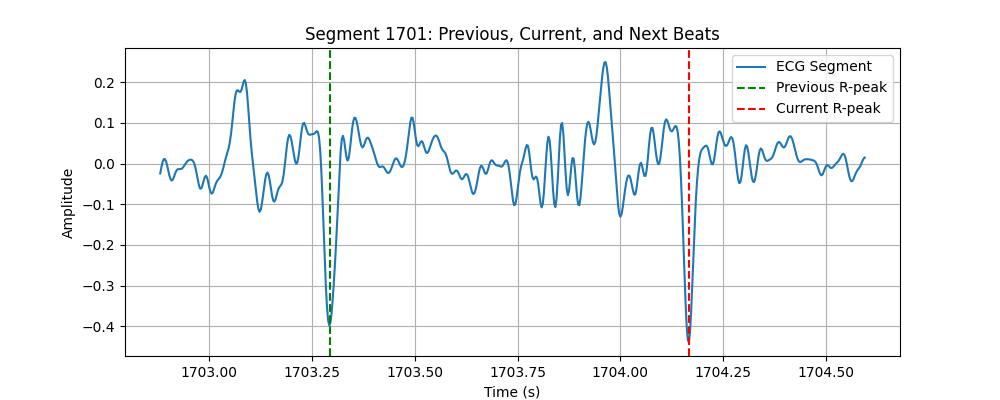 Segment 1701: Previous, Current, and Next Beats
ECG Segment
Previous R-peak
Current R-peak
Amplitude
0.2
0.1
0.0
−0.1
−0.2
−0.3
−0.4
1703.00 1703.25 1703.50 1703.75 1704.00 1704.25 1704.50
Time (s)